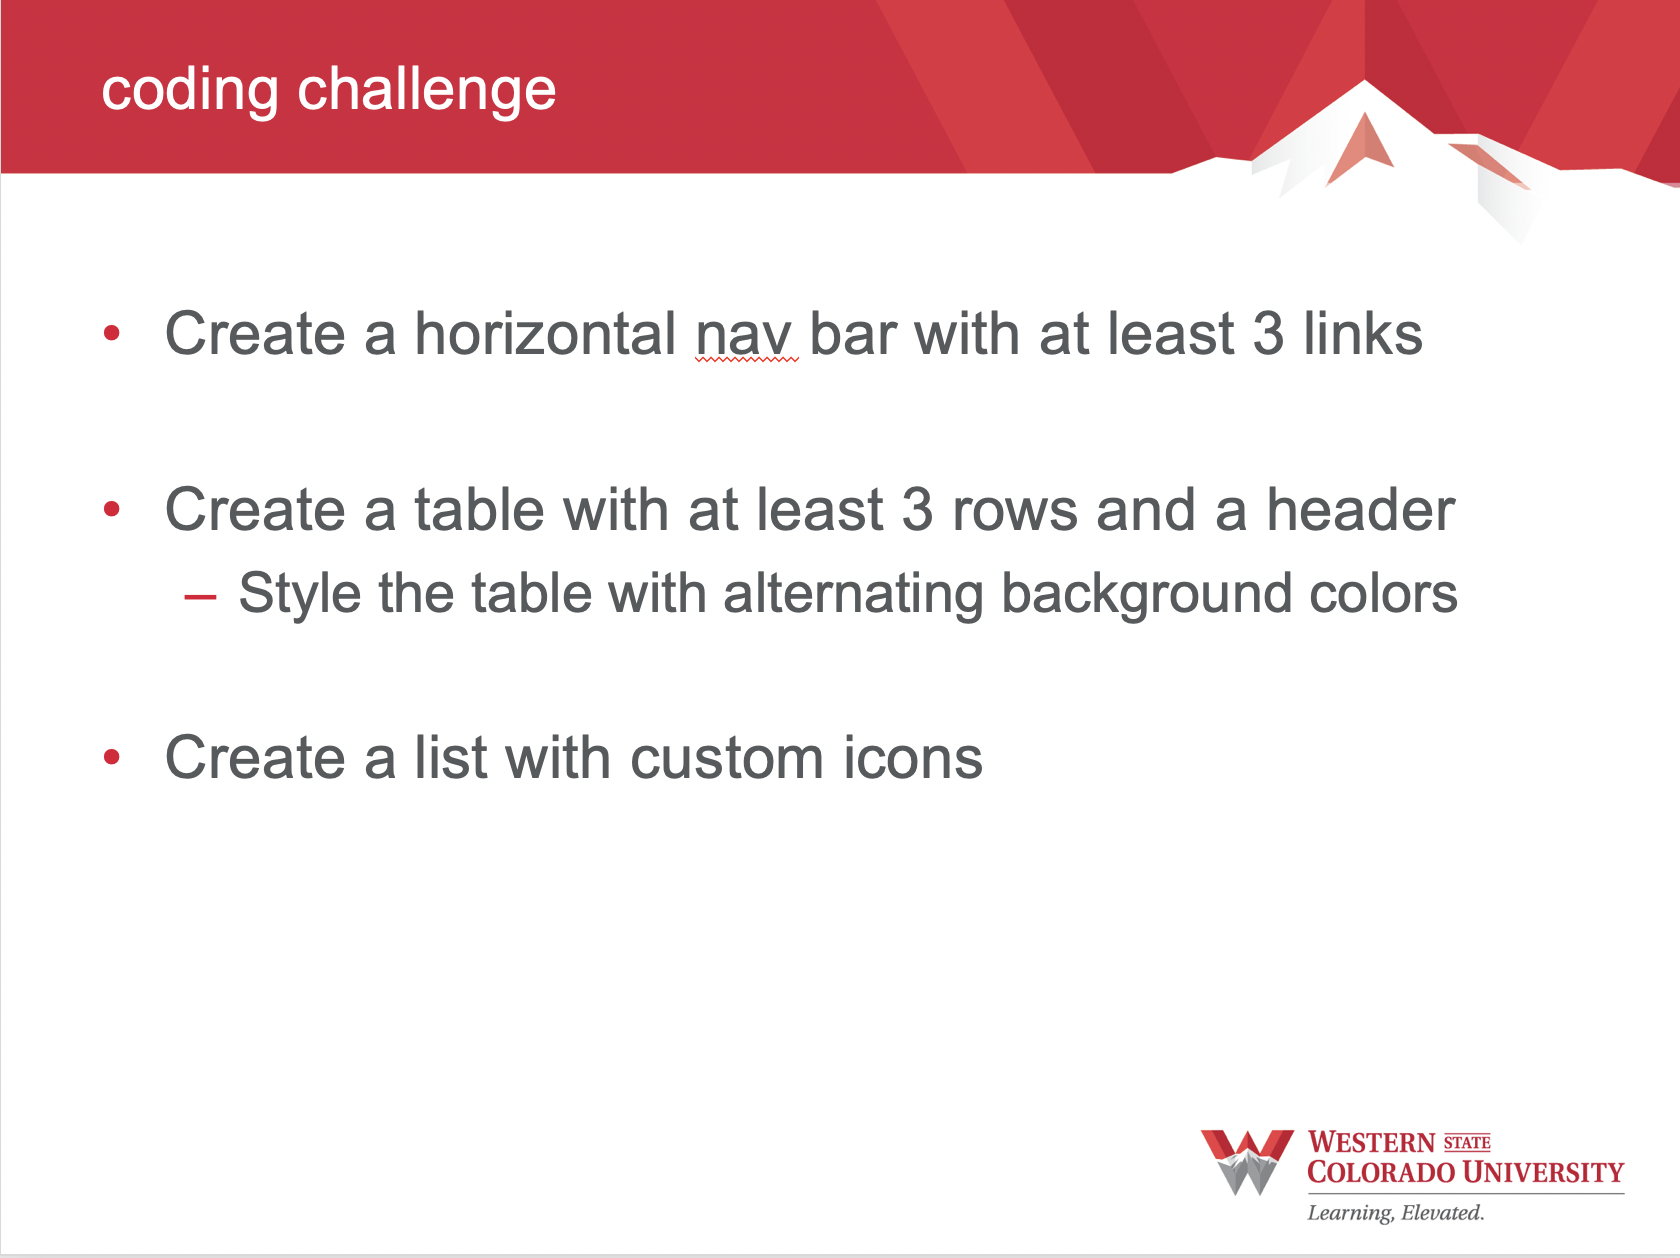 coding challenge
• Create a horizontal nav bar with at least 3 links
• Create a table with at least 3 rows and a header
– Style the table with alternating background colors
• Create a list with custom icons
WESTERN STATE
COLORADO UNIVERSITY
Learning, Elevated.